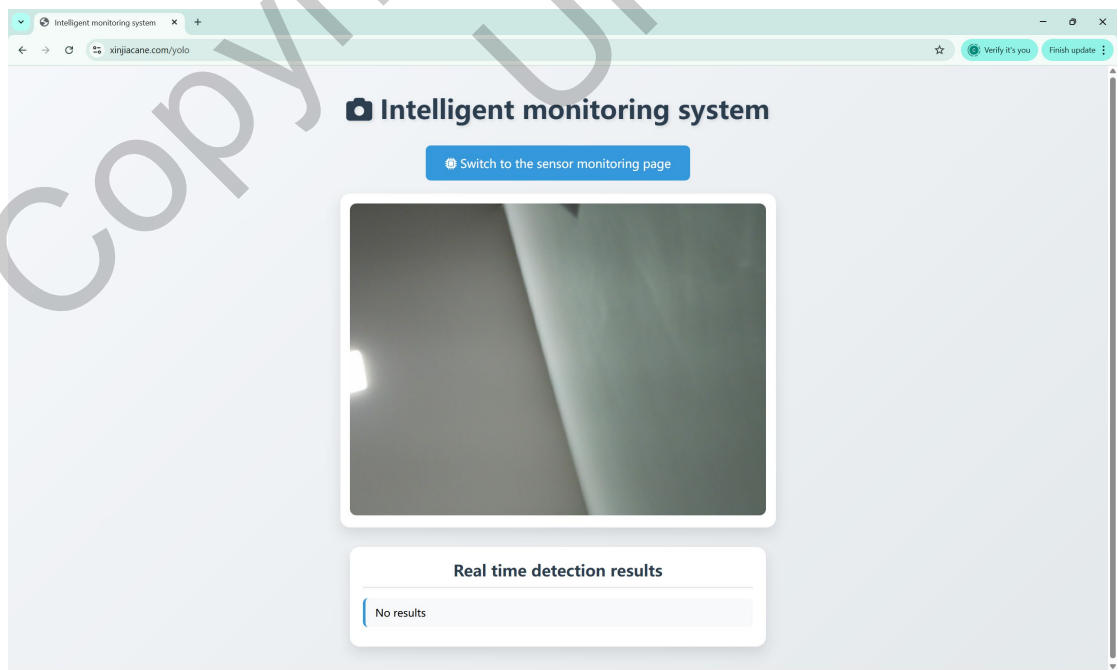 Intelligent monitoring system
xinjiacane.com/yolo
Verify it's you
Finish update
Intelligent monitoring system
Switch to the sensor monitoring page
Real time detection results
No results